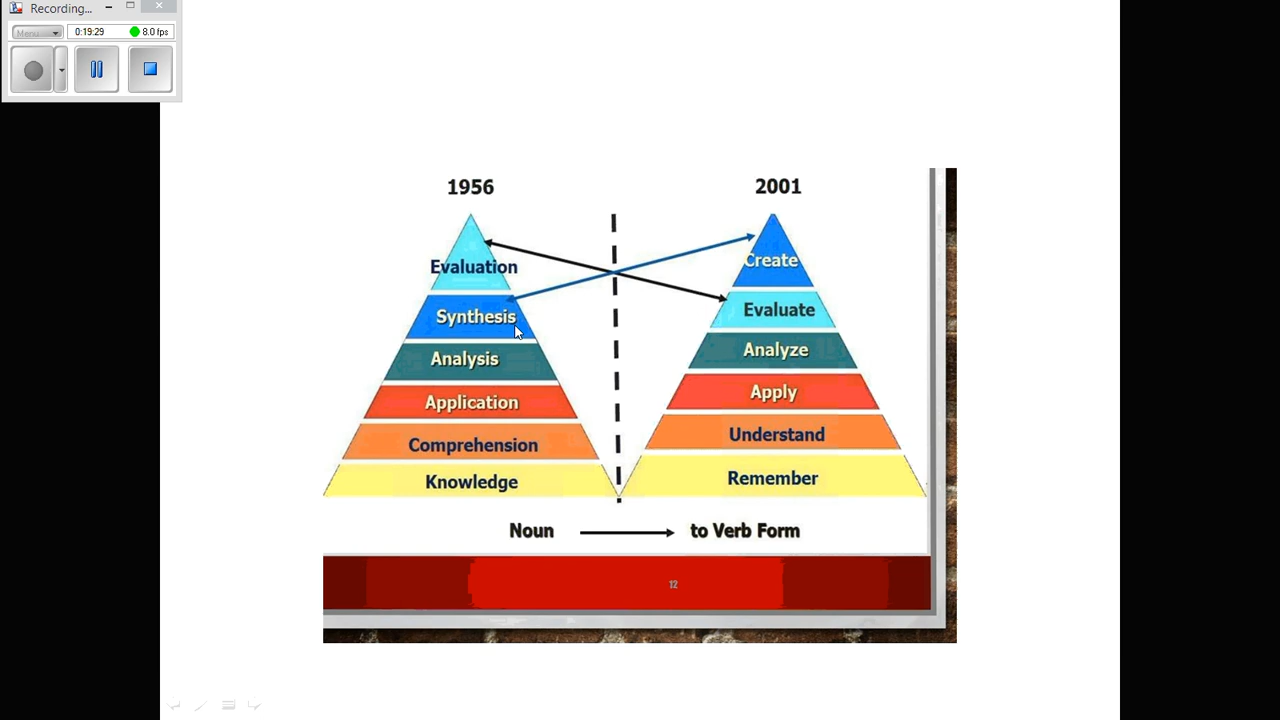 Recording...
Menu
0:19:29
8.0 fps
1956
2001
Evaluation
Synthesis
Analysis
Application
Comprehension
Knowledge
Create
Evaluate
Analyze
Apply
Understand
Remember
Noun to Verb Form
12